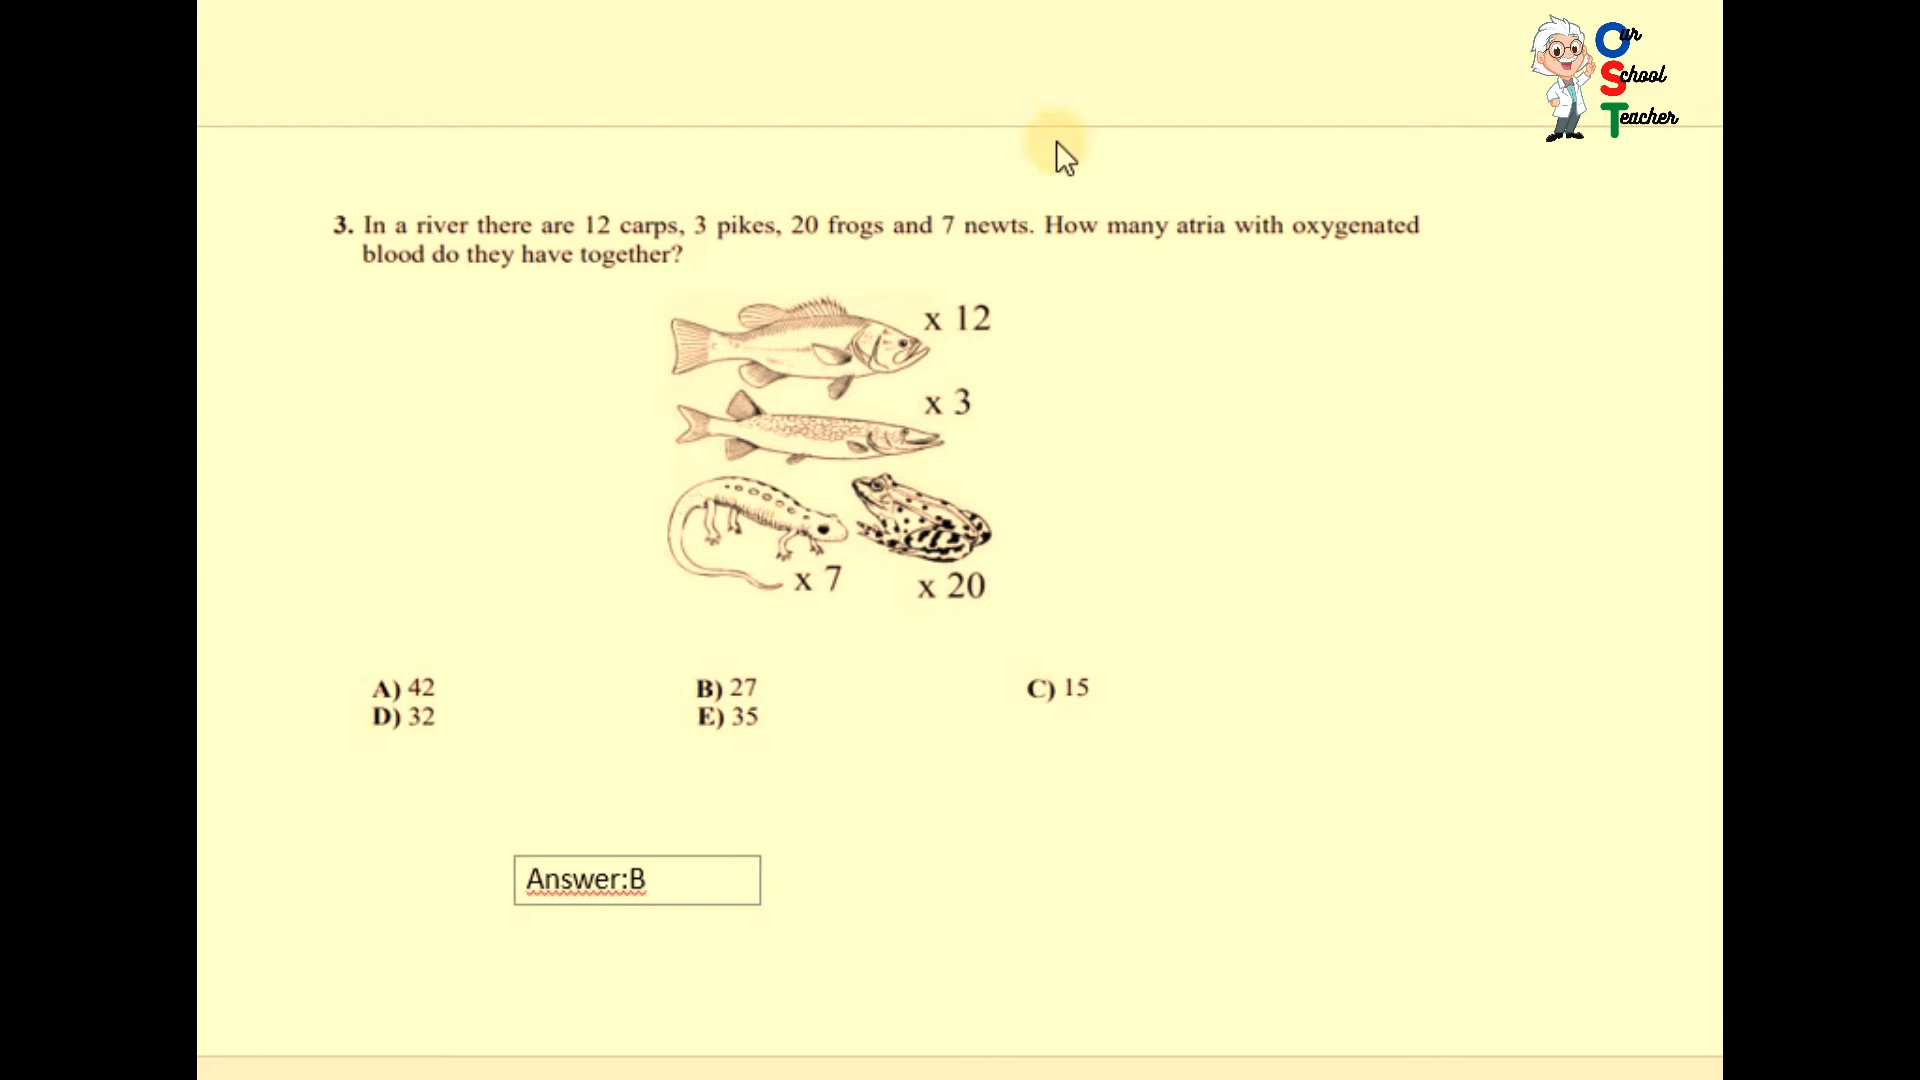 Our
School
Teacher
3. In a river there are 12 carps, 3 pikes, 20 frogs and 7 newts. How many atria with oxygenated
blood do they have together?
x 12
x 3
x 7
x 20
A) 42 B) 27 C) 15
D) 32 E) 35
Answer:B